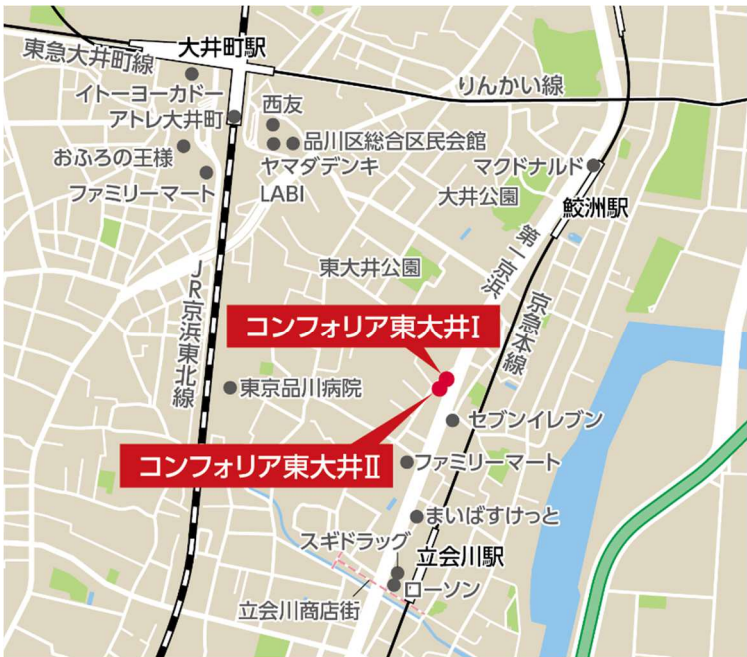 大井町駅
東急大井町線
イトーヨーカドー
アトレ大井町
西友
りんかい線
おふろの王様
品川区総合区民会館
ファミリーマート
ヤマダデンキ
LABI
マクドナルド
大井公園
鮫洲駅
東大井公園
第一京浜
JR京浜東北線
京急本線
コンフォリア東大井Ⅰ
東京品川病院
セブンイレブン
コンフォリア東大井Ⅱ
ファミリーマート
まいばすけっと
スギドラッグ
立会川駅
ローソン
立会川商店街